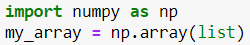 import numpy as np
my_array = np.array(list)